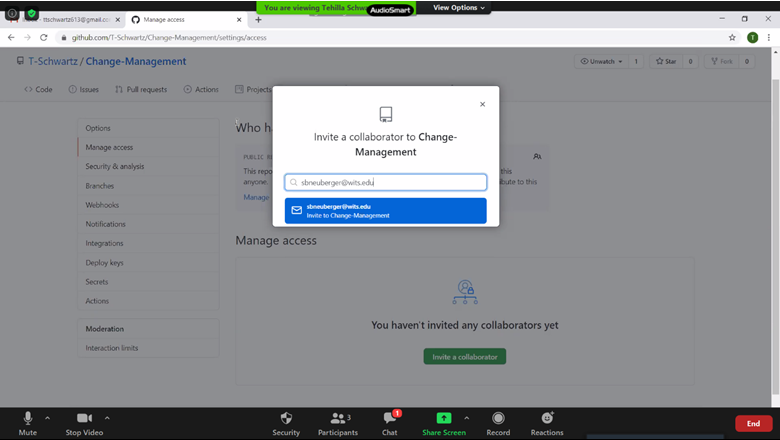 ttschwartz613@gmail.co
Manage access
You are viewing Tehilla Schw
AudioSmart
View Options
github.com/T-Schwartz/Change-Management/settings/access
T
T-Schwartz / Change-Management
Unwatch 1
Star 0
Fork 0
Code
Issues
Pull requests
Actions
Projects
Options
Manage access
Security & analysis
Branches
Webhooks
Notifications
Integrations
Deploy keys
Secrets
Actions
Moderation
Interaction limits
Who ha
PUBLIC RE
This repo
anyone.
Manage
this
ribute to this
Invite a collaborator to Change-
Management
sbneuberger@wits.edu
sbneuberger@wits.edu
Invite to Change-Management
Manage access
You haven't invited any collaborators yet
Invite a collaborator
Mute
Stop Video
Security
3
Participants
1
Chat
Share Screen
Record
Reactions
End